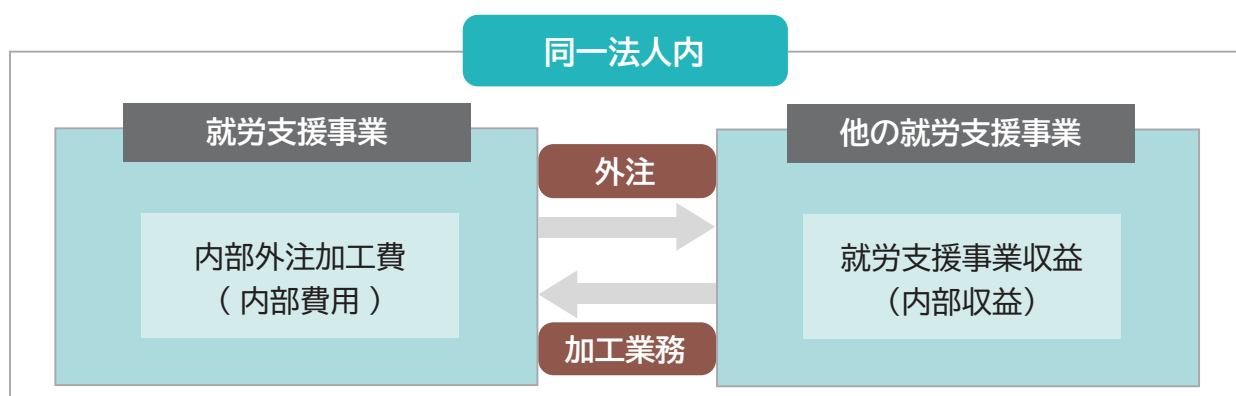 同一法人内
就労支援事業
他の就労支援事業
外注
内部外注加工費
（ 内部費用 ）
就労支援事業収益
（内部収益）
加工業務